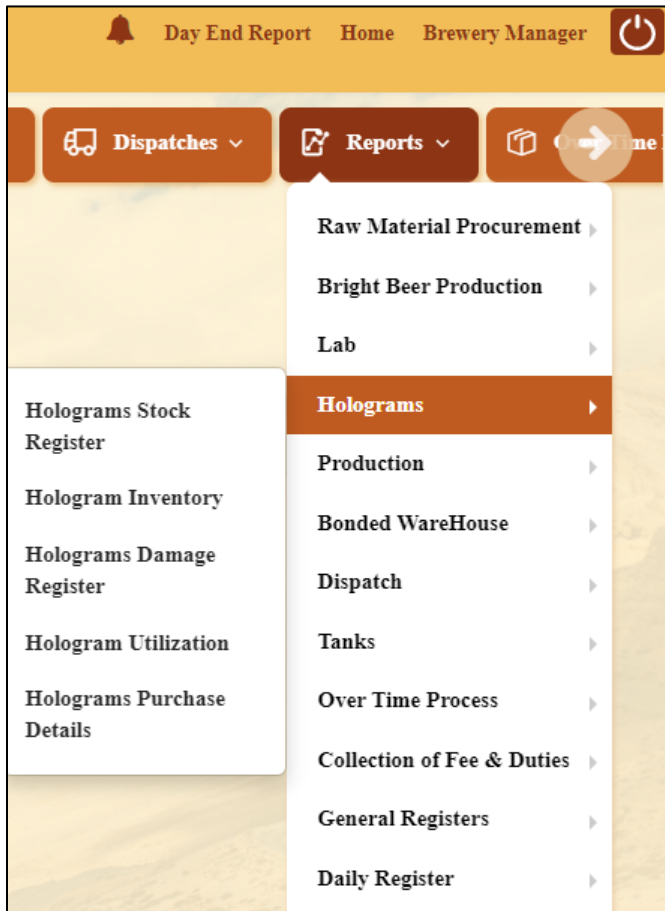 Day End Report Home Brewery Manager
Dispatches Reports Time
Raw Material Procurement
Bright Beer Production
Lab
Holograms
Production
Bonded WareHouse
Dispatch
Tanks
Over Time Process
Collection of Fee & Duties
General Registers
Daily Register
Holograms Stock
Register
Hologram Inventory
Holograms Damage
Register
Hologram Utilization
Holograms Purchase
Details